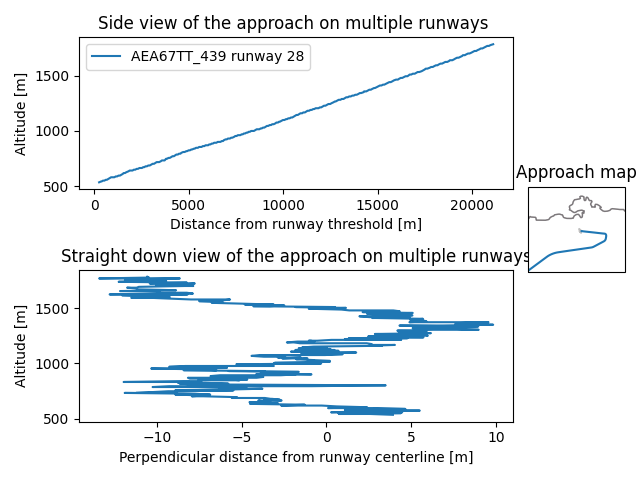 Side view of the approach on multiple runways
AEA67TT_439 runway 28
Altitude [m]
1500
1000
500
0
5000
10000
15000
20000
Distance from runway threshold [m]
Approach map
Straight down view of the approach on multiple runways
Altitude [m]
1500
1000
500
−10
−5
0
5
10
Perpendicular distance from runway centerline [m]